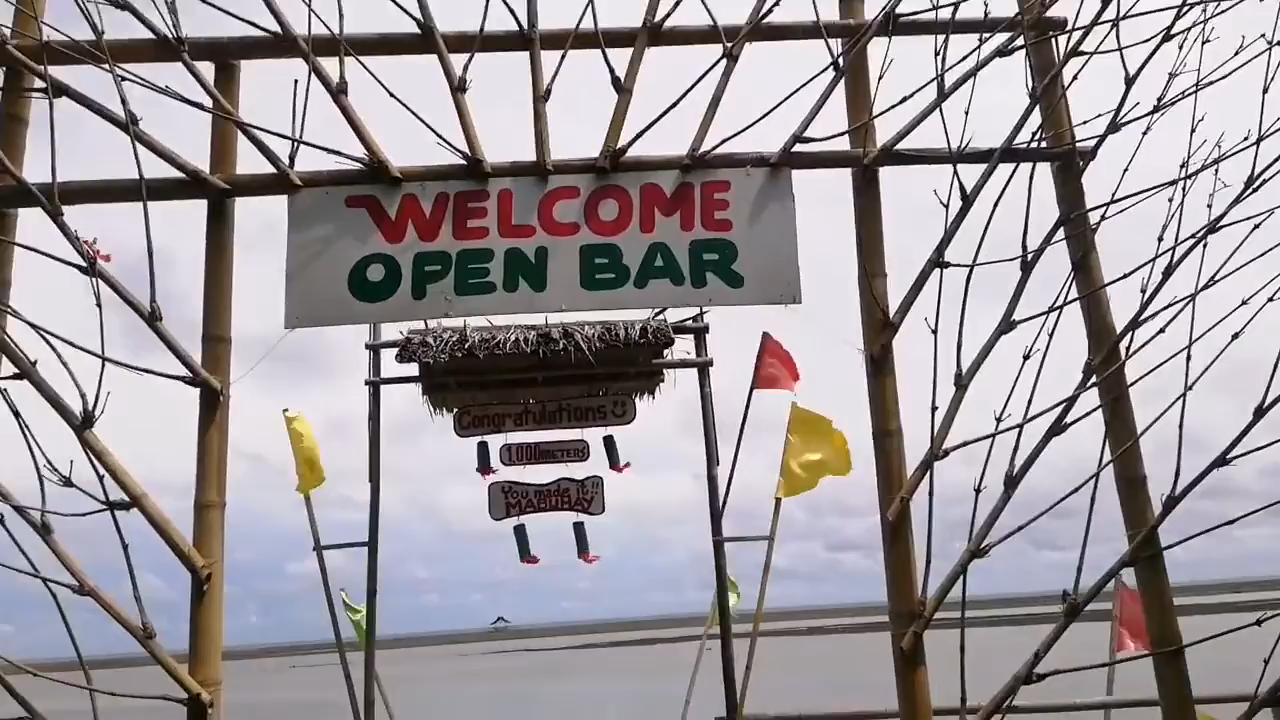 WELCOME
OPEN BAR
Congratulations
1,000METERS
You made it!!
MABUHAY